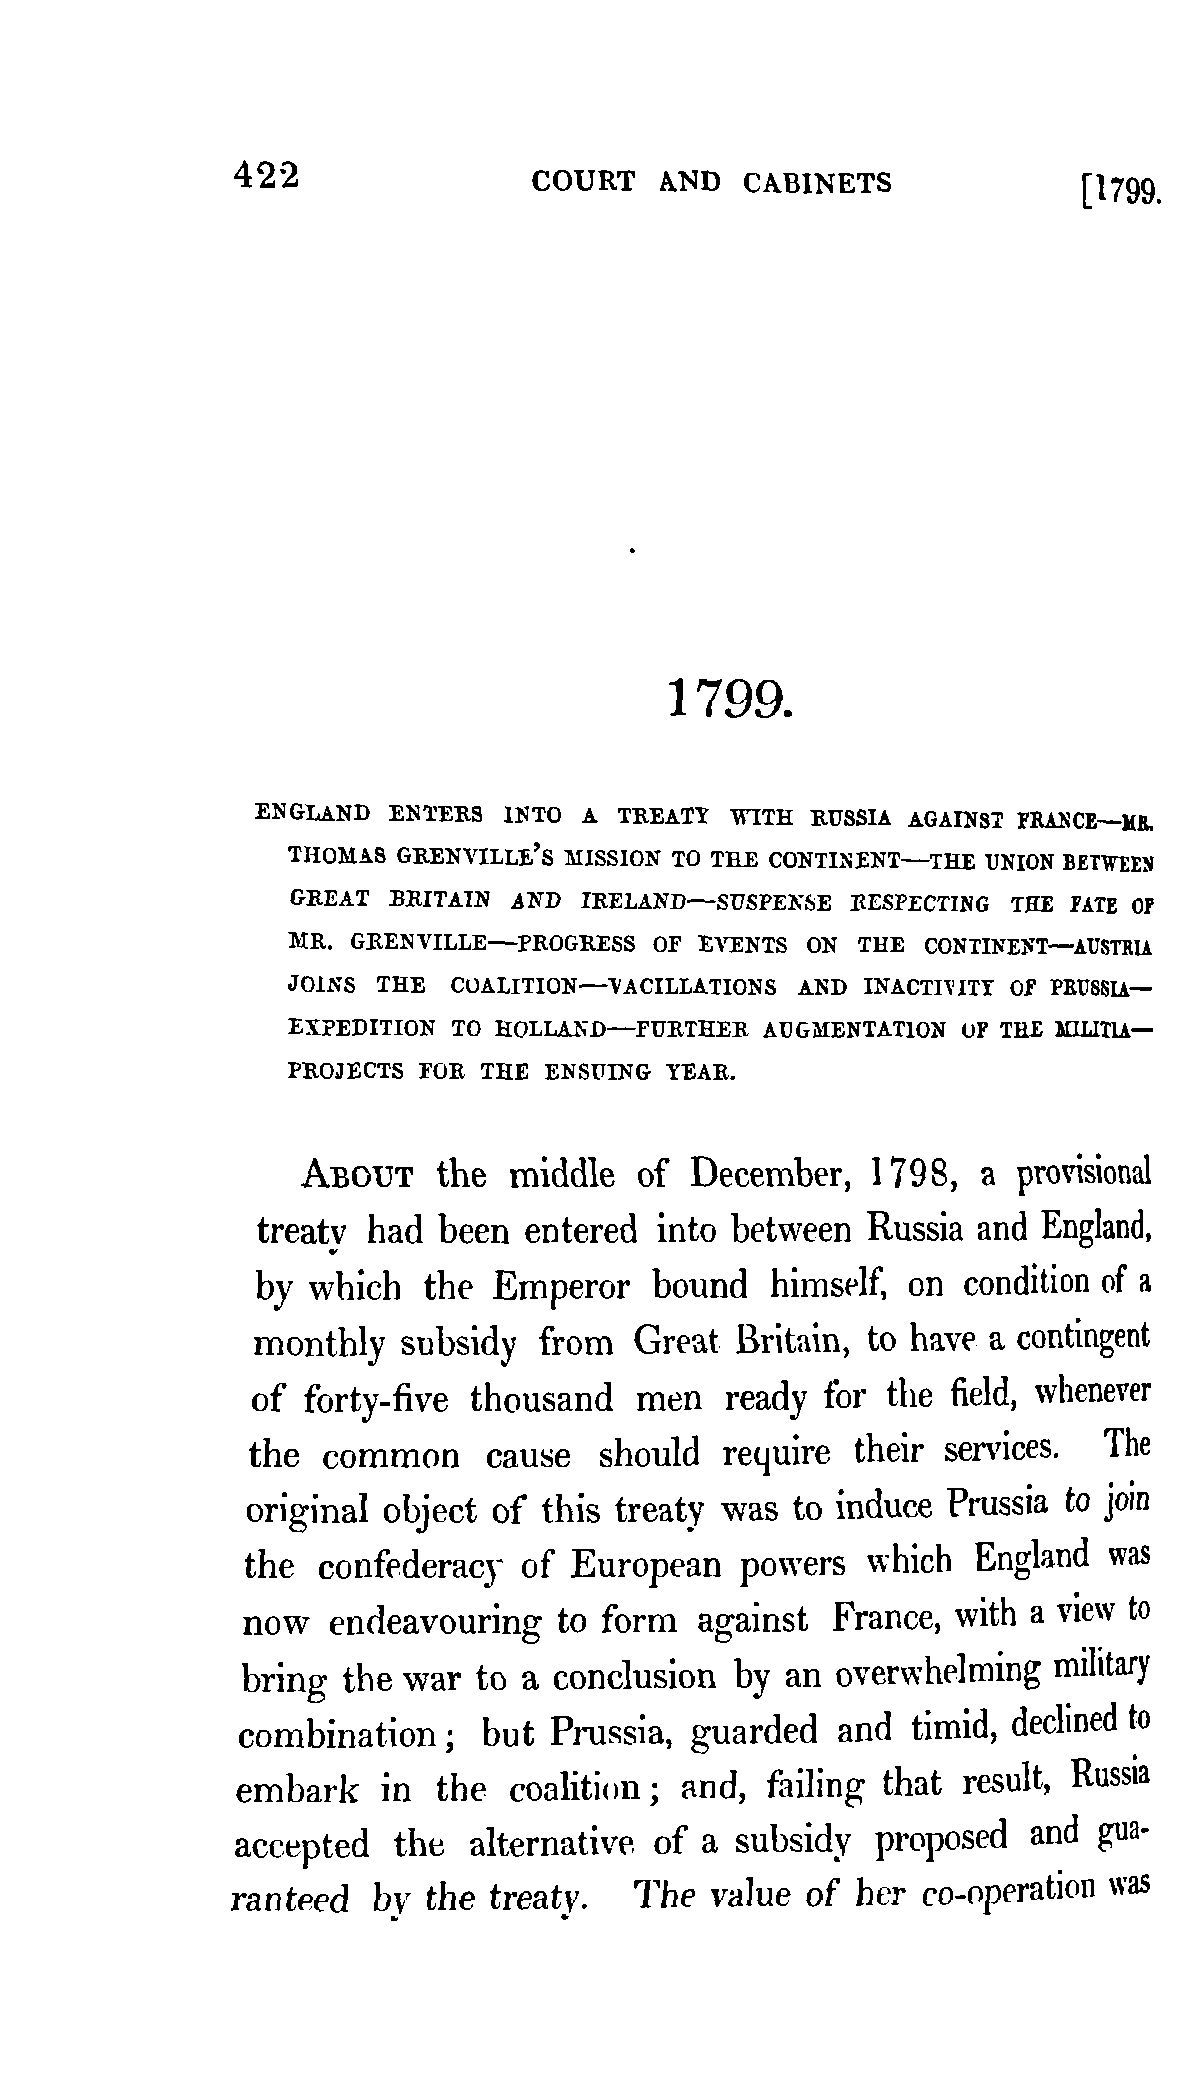 422 COURT AND CABINETS [1799.
1799.
ENGLAND ENTERS INTO A TREATY WITH RUSSIA AGAINST FRANCE—MR.
THOMAS GRENVILLE'S MISSION TO THE CONTINENT—THE UNION BETWEEN
GREAT BRITAIN AND IRELAND—SUSPENSE RESPECTING THE FATE OF
MR. GRENVILLE—PROGRESS OF EVENTS ON THE CONTINENT—AUSTRIA
JOINS THE COALITION—VACILLATIONS AND INACTIVITY OF PRUSSIA—
EXPEDITION TO HOLLAND—FURTHER AUGMENTATION OF THE MILITIA—
PROJECTS FOR THE ENSUING YEAR.
ABOUT the middle of December, 1798, a provisional
treaty had been entered into between Russia and England,
by which the Emperor bound himself, on condition of a
monthly subsidy from Great Britain, to have a contingent
of forty-five thousand men ready for the field, whenever
the common cause should require their services. The
original object of this treaty was to induce Prussia to join
the confederacy of European powers which England was
now endeavouring to form against France, with a view to
bring the war to a conclusion by an overwhelming military
combination; but Prussia, guarded and timid, declined to
embark in the coalition; and, failing that result, Russia
accepted the alternative of a subsidy proposed and gua-
ranteed by the treaty. The value of her co-operation was